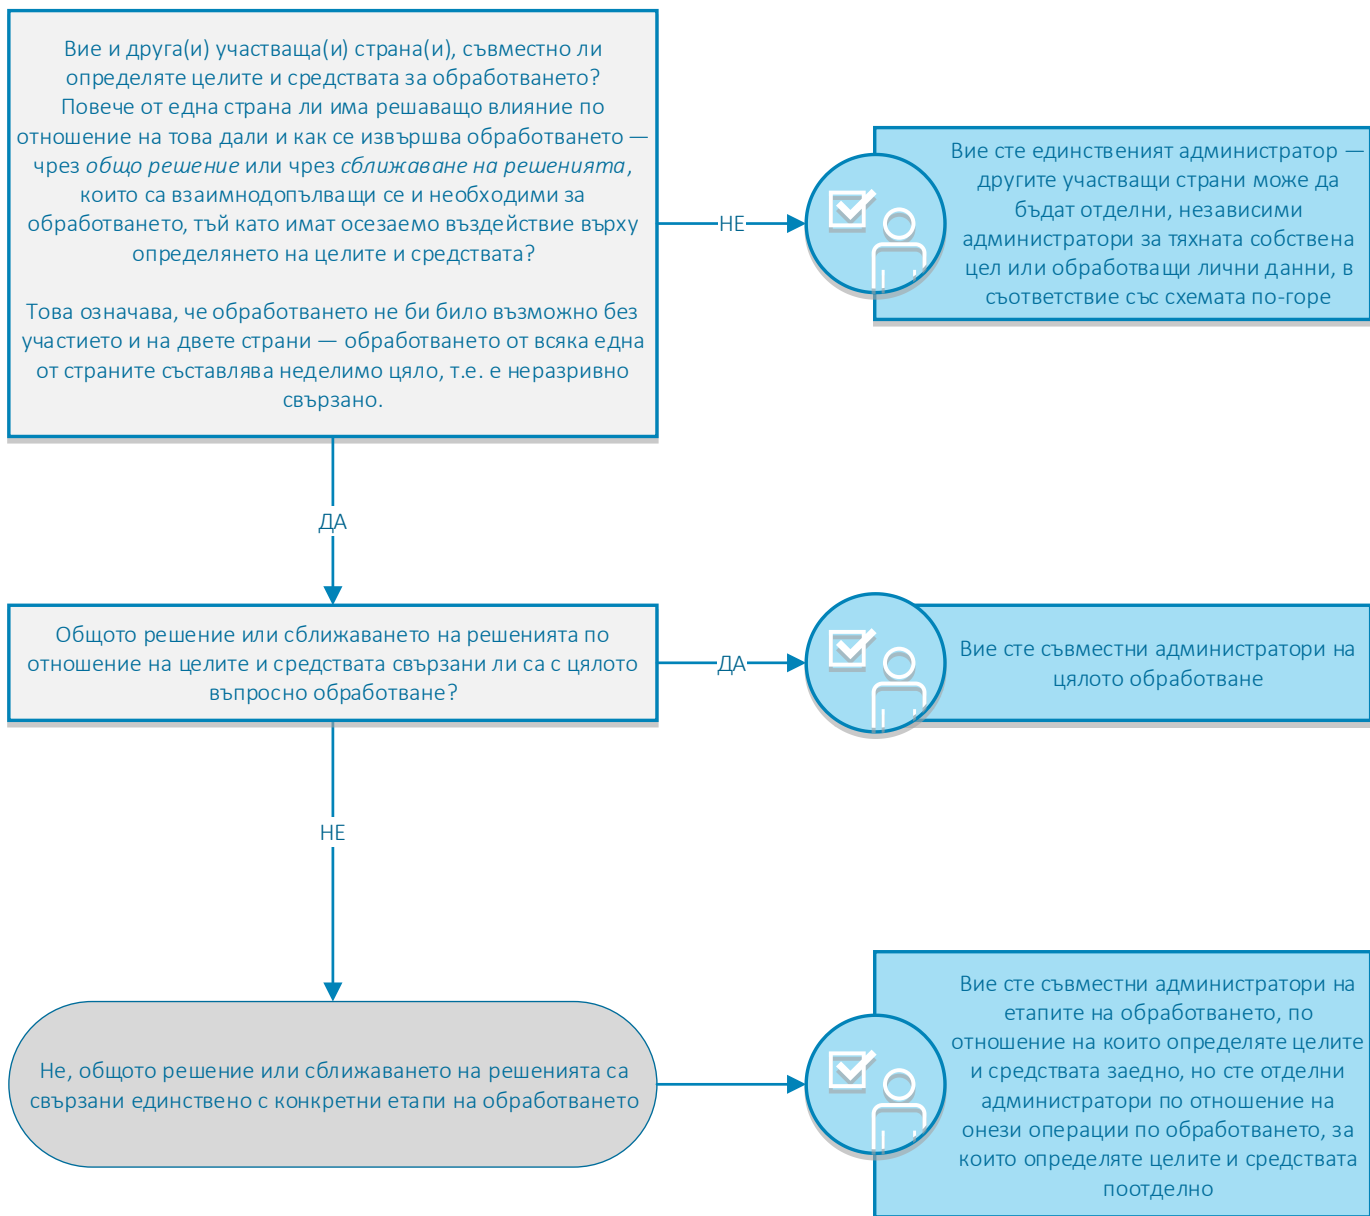 Вие и друга(и) участваща(и) страна(и), съвместно ли
определяте целите и средствата за обработването?
Повече от една страна ли има решаващо влияние по
отношение на това дали и как се извършва обработването —
чрез общо решение или чрез сближаване на решенията,
които са взаимнодопълващи се и необходими за
обработването, тъй като имат осезаемо въздействие върху
определянето на целите и средствата?
Това означава, че обработването не би било възможно без
участието и на двете страни — обработването от всяка една
от страните съставлява неделимо цяло, т.е. е неразривно
свързано.
НЕ
Вие сте единственият администратор —
другите участващи страни може да
бъдат отделни, независими
администратори за тяхната собствена
цел или обработващи лични данни, в
съответствие със схемата по-горе
ДА
Общото решение или сближаването на решенията по
отношение на целите и средствата свързани ли са с цялото
въпросно обработване?
ДА
Вие сте съвместни администратори на
цялото обработване
НЕ
Не, общото решение или сближаването на решенията са
свързани единствено с конкретни етапи на обработването
Вие сте съвместни администратори на
етапите на обработването, по
отношение на които определяте целите
и средствата заедно, но сте отделни
администратори по отношение на
онези операции по обработването, за
които определяте целите и средствата
поотделно